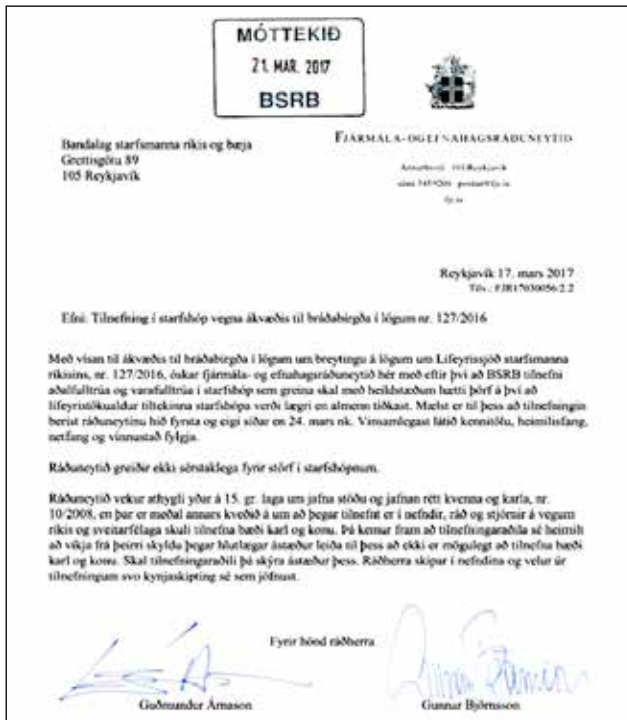 MÓTTEKIÐ
21. MAR. 2017
BSRB
Bandalag starfsmanna ríkis og bæja
Grettisgötu 89
105 Reykjavík
FJÁRMÁLA- OG EFNAHAGSRÁÐUNEYTIÐ
Reykjavík 17. mars 2017
Tilv.: FJR17030056/2.2
Efni: Tilnefning í starfshóp vegna ákvæðis til bráðabirgða í lögum nr. 127/2016
Með vísan til ákvæðis til bráðabirgða í lögum um breytingu á lögum um Lífeyrissjóð starfsmanna
ríkisins, nr. 127/2016, óskar fjármála- og efnahagsráðuneytið hér með eftir því að BSRB tilnefni
aðalfulltrúa og varafulltrúa í starfshóp sem greina skal með heildstæðum hætti þörf á því að
lífeyristökualdur tiltekinna starfshópa verði lægri en almennt tíðkast. Mælst er til þess að tilnefningin
berist ráðuneytinu hið fyrsta og eigi síðar en 24. mars nk. Vinsamlegast látið kennitölu, heimilisfang,
netfang og vinnustað fylgja.
Ráðuneytið greiðir ekki sérstaklega fyrir störf í starfshópnum.
Ráðuneytið vekur athygli yðar á 15. gr. laga um jafna stöðu og jafnan rétt kvenna og karla, nr.
10/2008, en þar er meðal annars kveðið á um að þegar tilnefnt er í nefndir, ráð og stjórnir á vegum
ríkis og sveitarfélaga skuli tilnefna bæði karl og konu. Þá kemur fram að tilnefningaraðila sé heimilt
að víkja frá þeirri skyldu þegar hlutlægar ástæður leiða til þess að ekki er mögulegt að tilnefna bæði
karl og konu. Skal tilnefningaraðili þá skýra ástæður þess. Ráðherra skipar í nefndina og velur úr
tilnefningum svo kynjaskipting sé sem jöfnust.
Fyrir hönd ráðherra
Guðmundur Árnason
Gunnar Björnsson